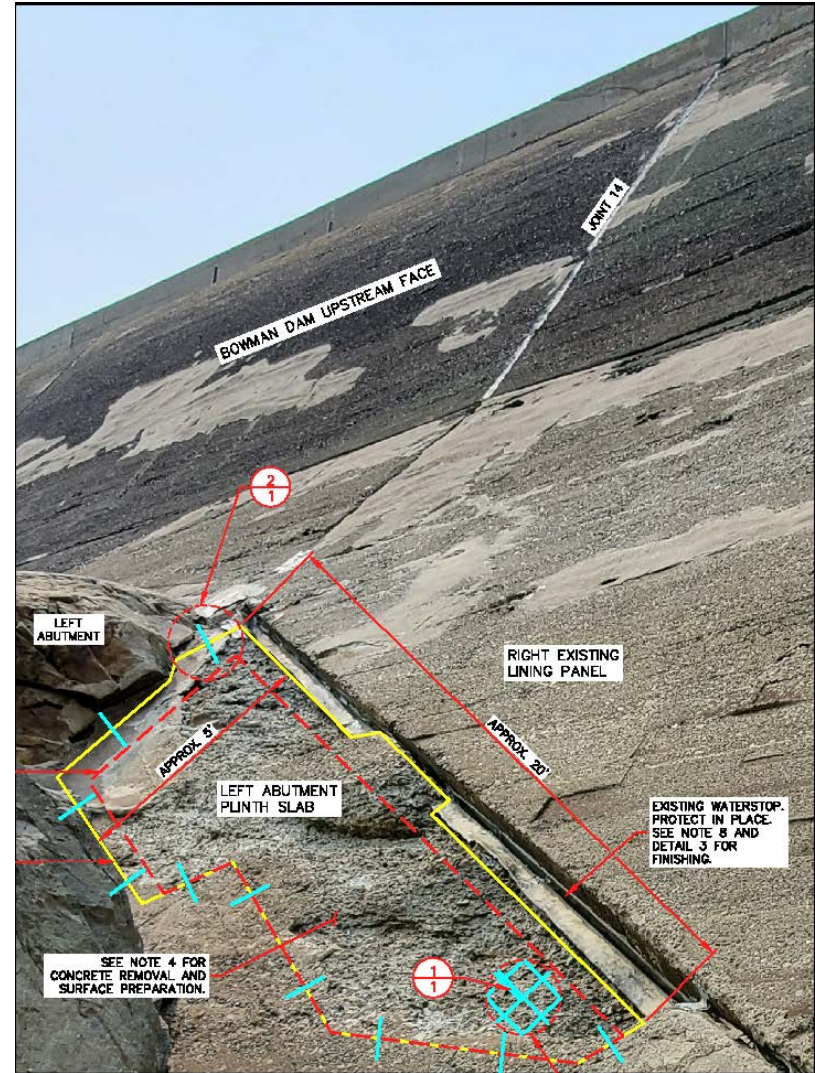 JOINT 14
BOWMAN DAM UPSTREAM FACE
2
1
LEFT
ABUTMENT
RIGHT EXISTING
LINING PANEL
APPROX. 5'
APPROX. 20'
LEFT ABUTMENT
PLINTH SLAB
EXISTING WATERSTOP.
PROTECT IN PLACE.
SEE NOTE 8 AND
DETAIL 3 FOR
FINISHING.
SEE NOTE 4 FOR
CONCRETE REMOVAL AND
SURFACE PREPARATION.
1
1